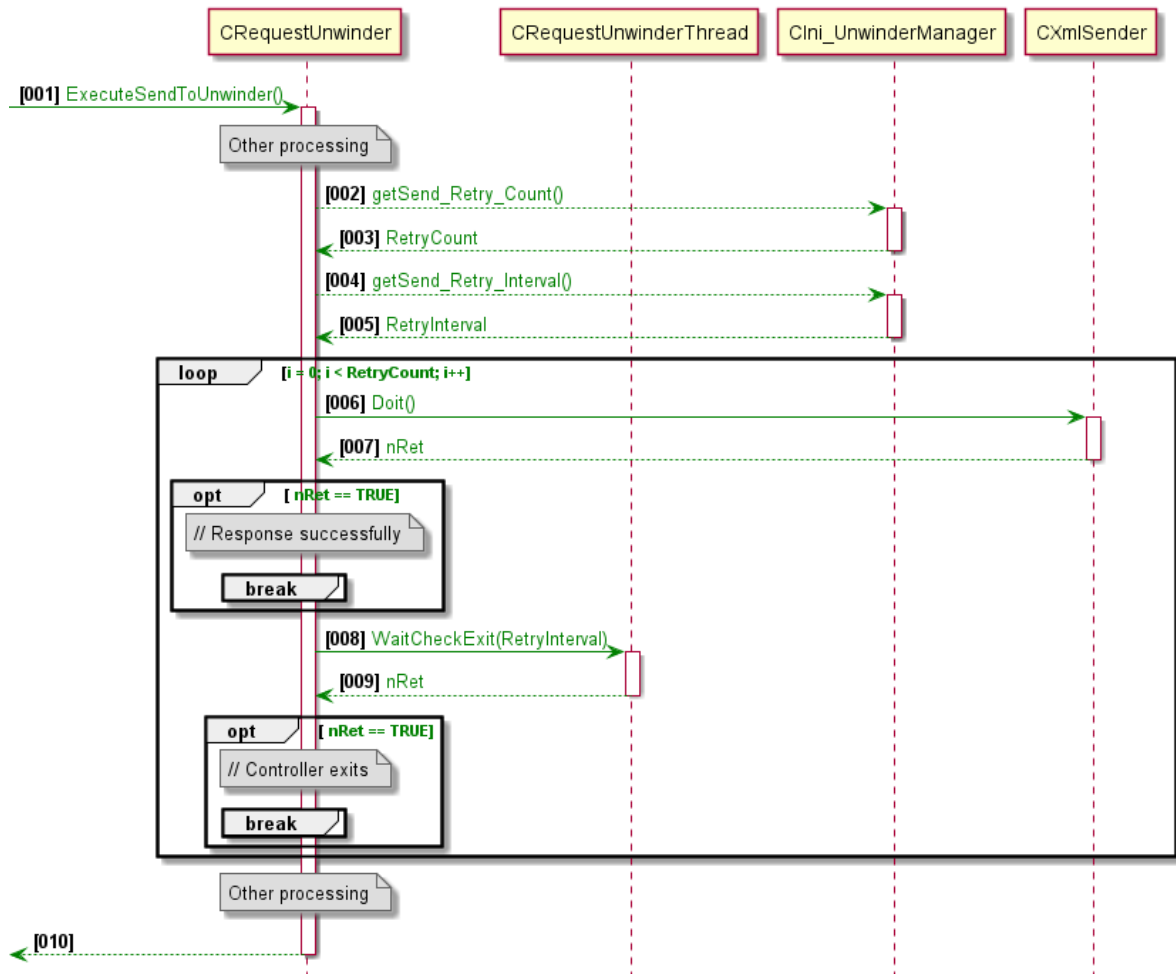 CRequestUnwinder CRequestUnwinderThread CIni_UnwinderManager CXmlSender
[001] ExecuteSendToUnwinder()
Other processing
[002] getSend_Retry_Count()
[003] RetryCount
[004] getSend_Retry_Interval()
[005] RetryInterval
loop [i = 0; i < RetryCount; i++]
[006] Doit()
[007] nRet
opt [ nRet == TRUE]
// Response successfully
break
[008] WaitCheckExit(RetryInterval)
[009] nRet
opt [ nRet == TRUE]
// Controller exits
break
Other processing
[010]